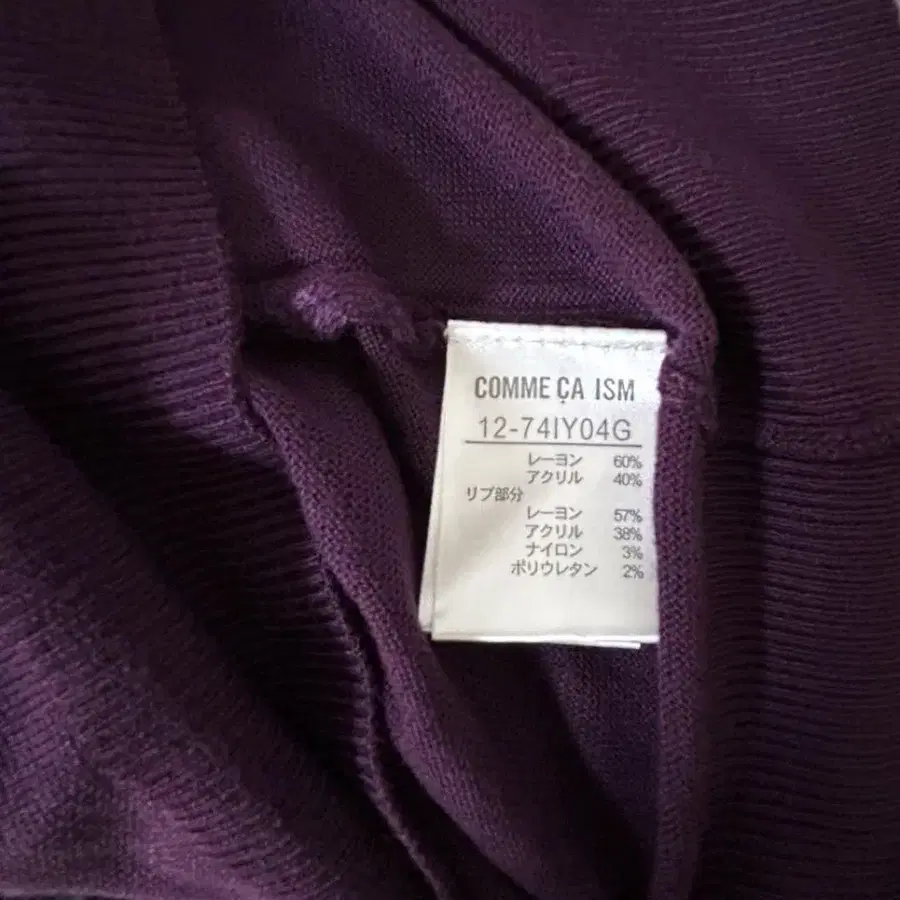 COMME ÇA ISM
12-74IY04G
レーヨン 60%
アクリル 40%
リブ部分
レーヨン 57%
アクリル 38%
ナイロン 3%
ポリウレタン 2%